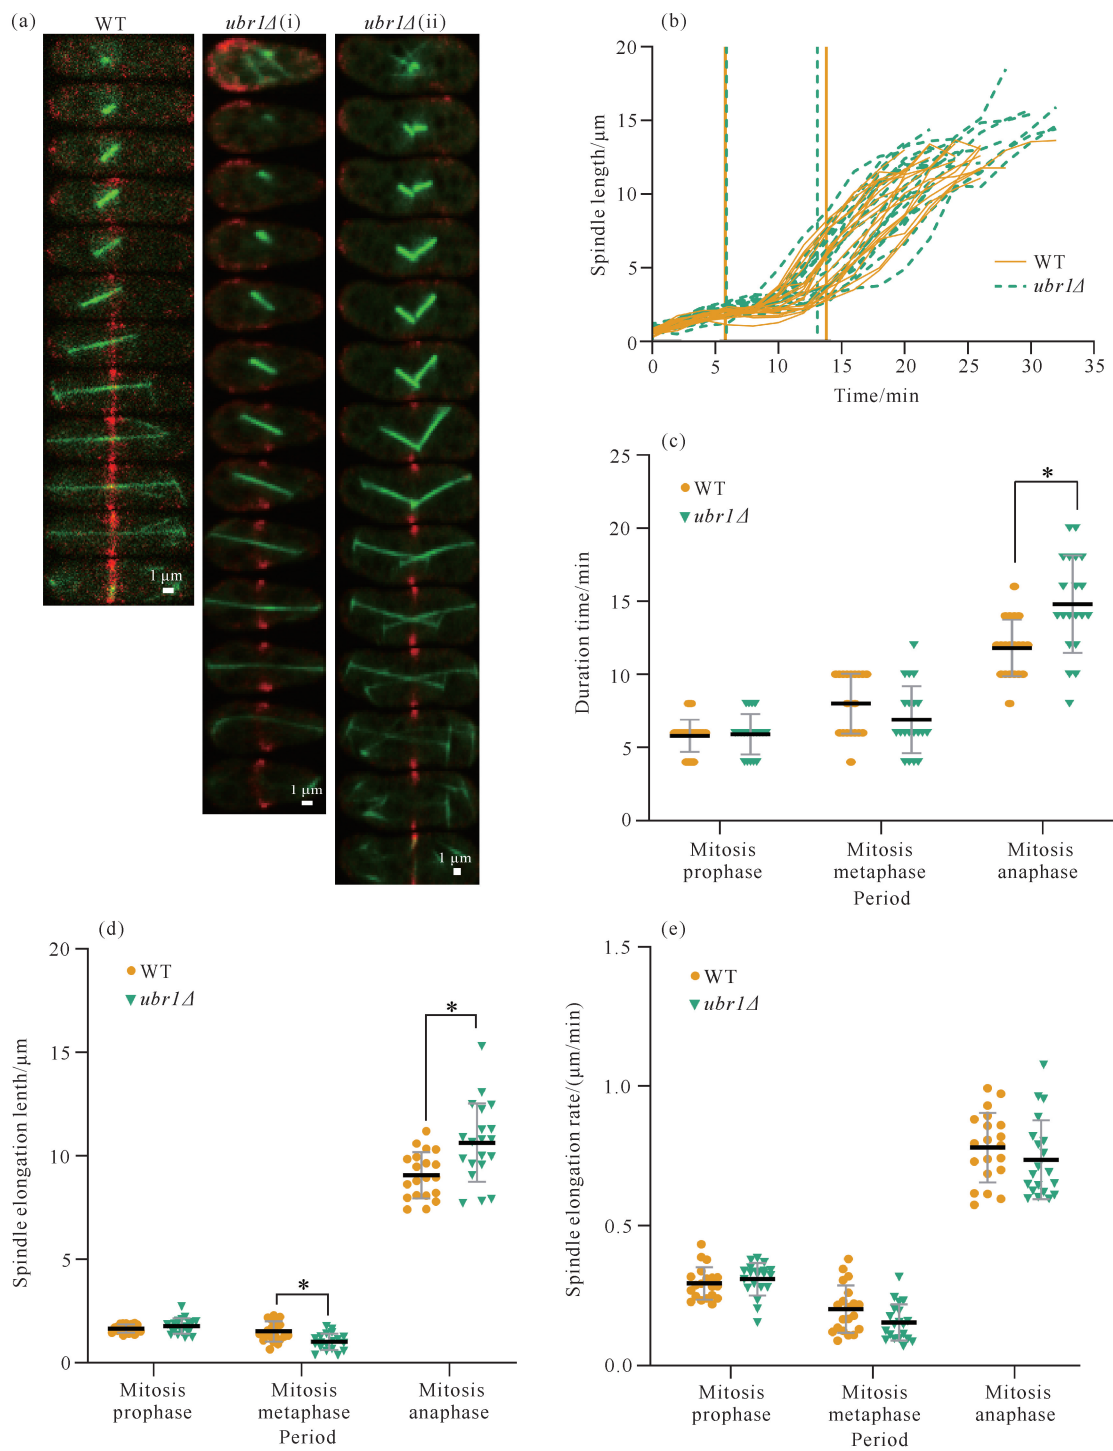 (a)
WT
ubr1Δ(i)
ubr1Δ(ii)
1 μm
1 μm
1 μm
(b)
20
15
10
5
0
Spindle length/μm
WT
ubr1Δ
0 5 10 15 20 25 30 35
Time/min
(c)
25
20
15
10
5
0
Duration time/min
WT
ubr1Δ
*
Mitosis prophase
Mitosis metaphase
Mitosis anaphase
Period
(d)
20
15
10
5
0
Spindle elongation lenth/μm
WT
ubr1Δ
*
*
Mitosis prophase
Mitosis metaphase
Mitosis anaphase
Period
(e)
1.5
1.0
0.5
0.0
Spindle elongation rate/(μm/min)
WT
ubr1Δ
Mitosis prophase
Mitosis metaphase
Mitosis anaphase
Period